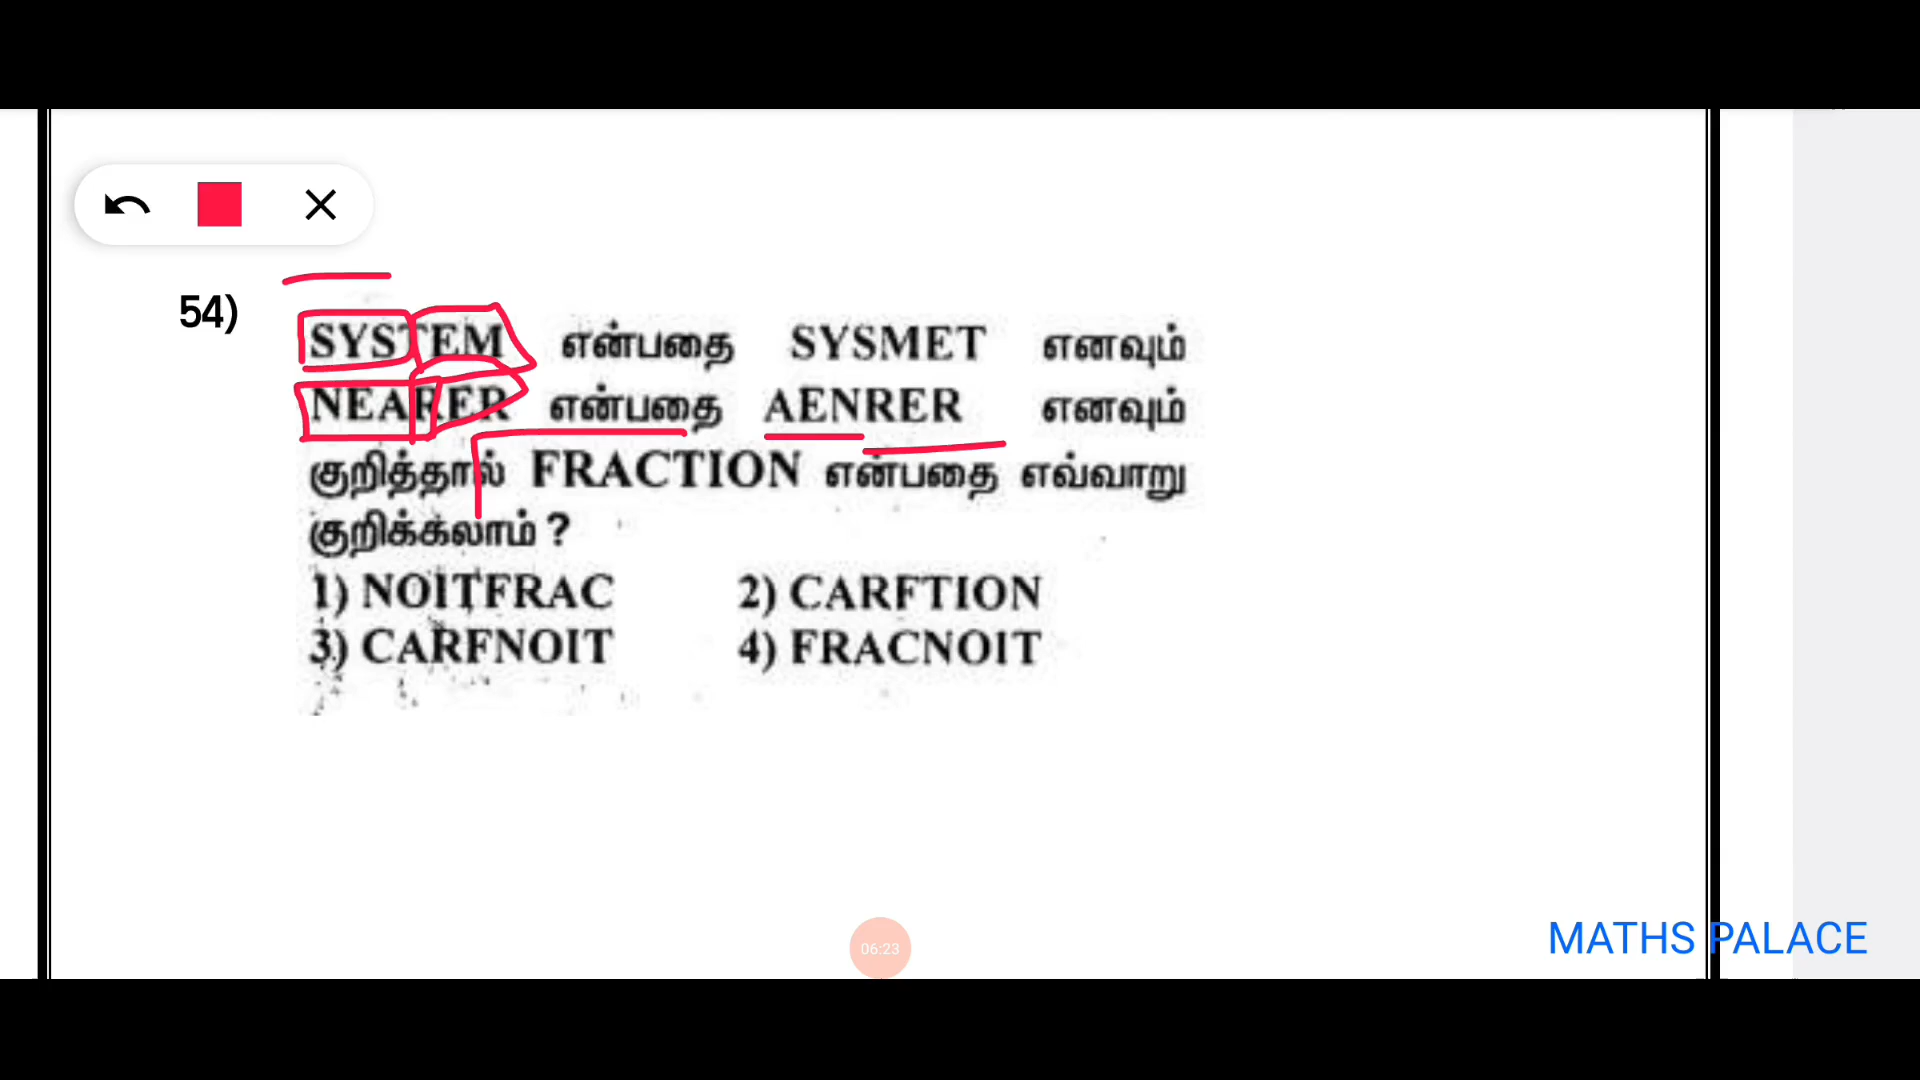 54)
SYSTEM என்பதை SYSMET எனவும்
NEARER என்பதை AENRER எனவும்
குறித்தால் FRACTION என்பதை எவ்வாறு
குறிக்கலாம் ?
1) NOITFRAC 2) CARFTION
3) CARFNOIT 4) FRACNOIT
06:23
MATHS PALACE